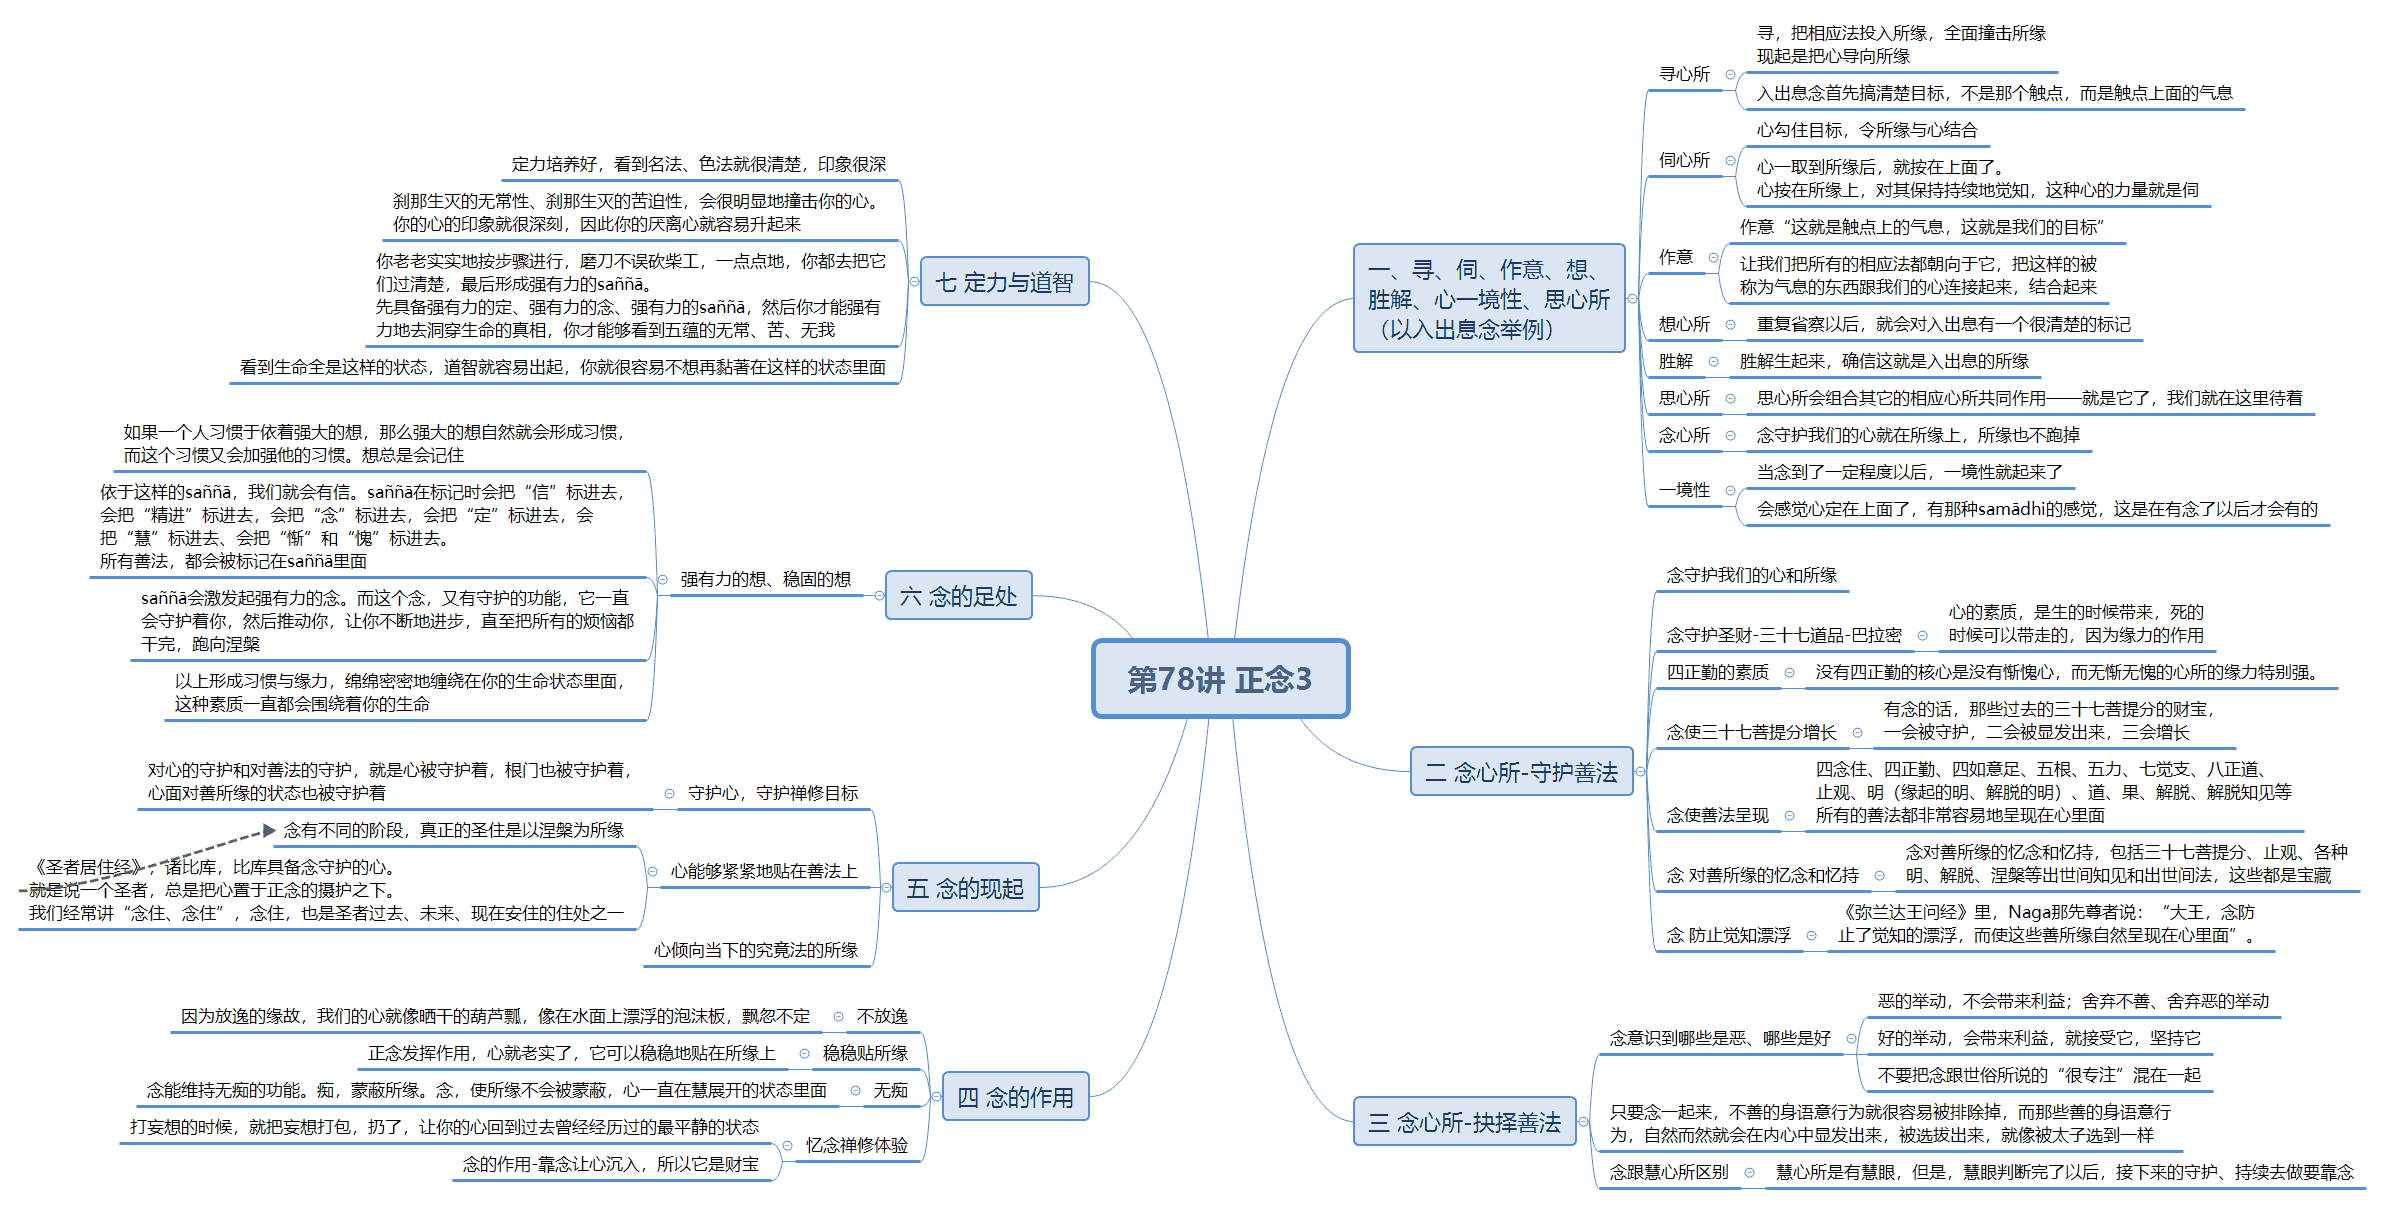 第78讲 正念3
一、寻、伺、作意、想、
胜解、心一境性、思心所
（以入出息念举例）
寻心所
寻，把相应法投入所缘，全面撞击所缘
现起是把心导向所缘
入出息念首先搞清楚目标，不是那个触点，而是触点上面的气息
伺心所
心勾住目标，令所缘与心结合
心一取到所缘后，就按在上面了。
心按在所缘上，对其保持持续地觉知，这种心的力量就是伺
作意
作意“这就是触点上的气息，这就是我们的目标”
让我们把所有的相应法都朝向于它，把这样的被
称为气息的东西跟我们的心连接起来，结合起来
想心所
重复省察以后，就会对入出息有一个很清楚的标记
胜解
胜解生起来，确信这就是入出息的所缘
思心所
思心所会组合其它的相应心所共同作用——就是它了，我们就在这里待着
念心所
念守护我们的心就在所缘上，所缘也不跑掉
一境性
当念到了一定程度以后，一境性就起来了
会感觉心定在上面了，有那种samādhi的感觉，这是在有念了以后才会有的
二 念心所-守护善法
念守护我们的心和所缘
念守护圣财-三十七道品-巴拉密
心的素质，是生的时候带来，死的
时候可以带走的，因为缘力的作用
四正勤的素质
没有四正勤的核心是没有惭愧心，而无惭无愧的心所的缘力特别强。
念使三十七菩提分增长
有念的话，那些过去的三十七菩提分的财宝，
一会被守护，二会被显发出来，三会增长
念使善法呈现
四念住、四正勤、四如意足、五根、五力、七觉支、八正道、
止观、明（缘起的明、解脱的明）、道、果、解脱、解脱知见等
所有的善法都非常容易地呈现在心里面
念 对善所缘的忆念和忆持
念对善所缘的忆念和忆持，包括三十七菩提分、止观、各种
明、解脱、涅槃等出世间知见和出世间法，这些都是宝藏
念 防止觉知漂浮
《弥兰达王问经》里，Naga那先尊者说：“大王，念防
止了觉知的漂浮，而使这些善所缘自然呈现在心里面”。
三 念心所-抉择善法
念意识到哪些是恶、哪些是好
恶的举动，不会带来利益；舍弃不善、舍弃恶的举动
好的举动，会带来利益，就接受它，坚持它
不要把念跟世俗所说的“很专注”混在一起
只要念一起来，不善的身语意行为就很容易被排除掉，而那些善的身语意行
为，自然而然就会在内心中显发出来，被选拔出来，就像被太子选到一样
念跟慧心所区别
慧心所是有慧眼，但是，慧眼判断完了以后，接下来的守护、持续去做要靠念
四 念的作用
不放逸
因为放逸的缘故，我们的心就像晒干的葫芦瓢，像在水面上漂浮的泡沫板，飘忽不定
稳稳贴所缘
正念发挥作用，心就老实了，它可以稳稳地贴在所缘上
无痴
念能维持无痴的功能。痴，蒙蔽所缘。念，使所缘不会被蒙蔽，心一直在慧展开的状态里面
忆念禅修体验
打妄想的时候，就把妄想打包，扔了，让你的心回到过去曾经经历过的最平静的状态
念的作用-靠念让心沉入，所以它是财宝
五 念的现起
守护心，守护禅修目标
对心的守护和对善法的守护，就是心被守护着，根门也被守护着，
心面对善所缘的状态也被守护着
心能够紧紧地贴在善法上
念有不同的阶段，真正的圣住是以涅槃为所缘
《圣者居住经》，诸比库，比库具备念守护的心。
就是说一个圣者，总是把心置于正念的摄护之下。
我们经常讲“念住、念住”，念住，也是圣者过去、未来、现在安住的住处之一
心倾向当下的究竟法的所缘
六 念的足处
强有力的想、稳固的想
如果一个人习惯于依着强大的想，那么强大的想自然就会形成习惯，
而这个习惯又会加强他的习惯。想总是会记住
依于这样的saññā，我们就会有信。saññā在标记时会把“信”标进去，
会把“精进”标进去，会把“念”标进去，会把“定”标进去，会
把“慧”标进去、会把“惭”和“愧”标进去。
所有善法，都会被标记在saññā里面
saññā会激发起强有力的念。而这个念，又有守护的功能，它一直
会守护着你，然后推动你，让你不断地进步，直至把所有的烦恼都
干完，跑向涅槃
以上形成习惯与缘力，绵绵密密地缠绕在你的生命状态里面，
这种素质一直都会围绕着你的生命
七 定力与道智
定力培养好，看到名法、色法就很清楚，印象很深
刹那生灭的无常性、刹那生灭的苦迫性，会很明显地撞击你的心。
你的心的印象就很深刻，因此你的厌离心就容易升起来
你老老实实地按步骤进行，磨刀不误砍柴工，一点点地，你都去把它
们过清楚，最后形成强有力的saññā。
先具备强有力的定、强有力的念、强有力的saññā，然后你才能强有
力地去洞穿生命的真相，你才能够看到五蕴的无常、苦、无我
看到生命全是这样的状态，道智就容易出起，你就很容易不想再黏著在这样的状态里面